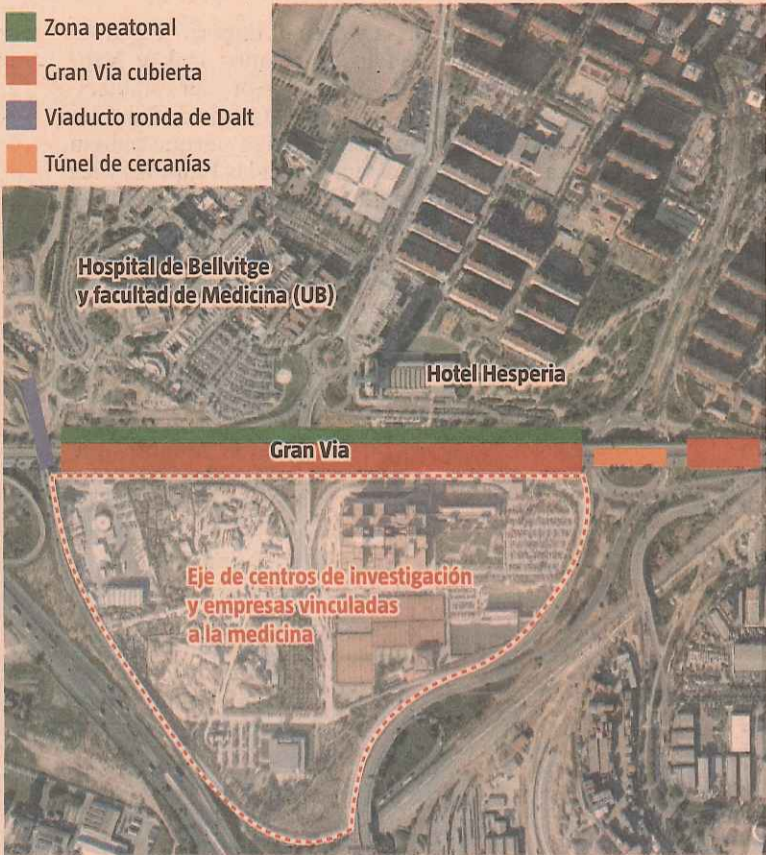 Zona peatonal
Gran Via cubierta
Viaducto ronda de Dalt
Túnel de cercanías
Hospital de Bellvitge
y facultad de Medicina (UB)
Hotel Hesperia
Gran Via
Eje de centros de investigación
y empresas vinculadas
a la medicina